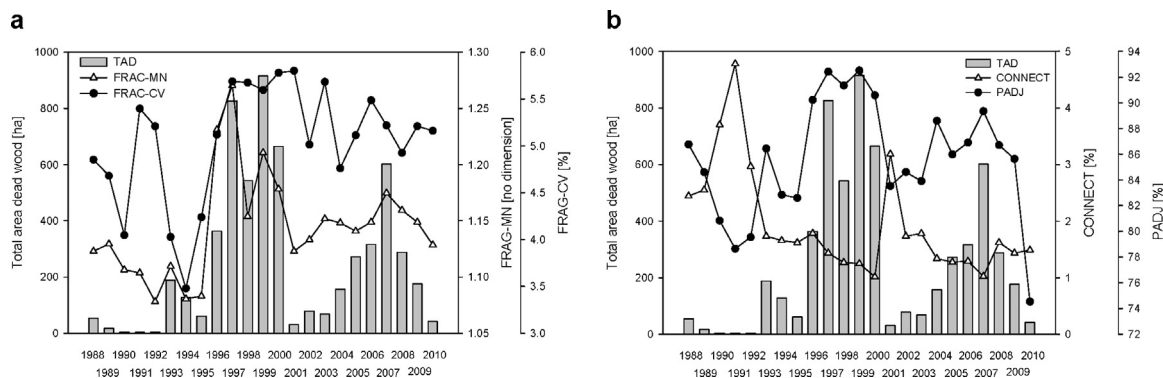 a
1000
800
600
400
200
0
Total area dead wood [ha]
TAD
FRAC-MN
FRAC-CV
1.30
1.25
1.20
1.15
1.10
1.05
FRAG-MN [no dimension]
6.0
5.5
5.0
4.5
4.0
3.5
3.0
FRAG-CV [%]
1988 1990 1992 1994 1996 1998 2000 2002 2004 2006 2008 2010
1989 1991 1993 1995 1997 1999 2001 2003 2005 2007 2009
b
1000
800
600
400
200
0
Total area dead wood [ha]
TAD
CONNECT
PADJ
5
4
3
2
1
0
CONNECT [%]
94
92
90
88
86
84
82
80
78
76
74
72
PADJ [%]
1988 1990 1992 1994 1996 1998 2000 2002 2004 2006 2008 2010
1989 1991 1993 1995 1997 1999 2001 2003 2005 2007 2009